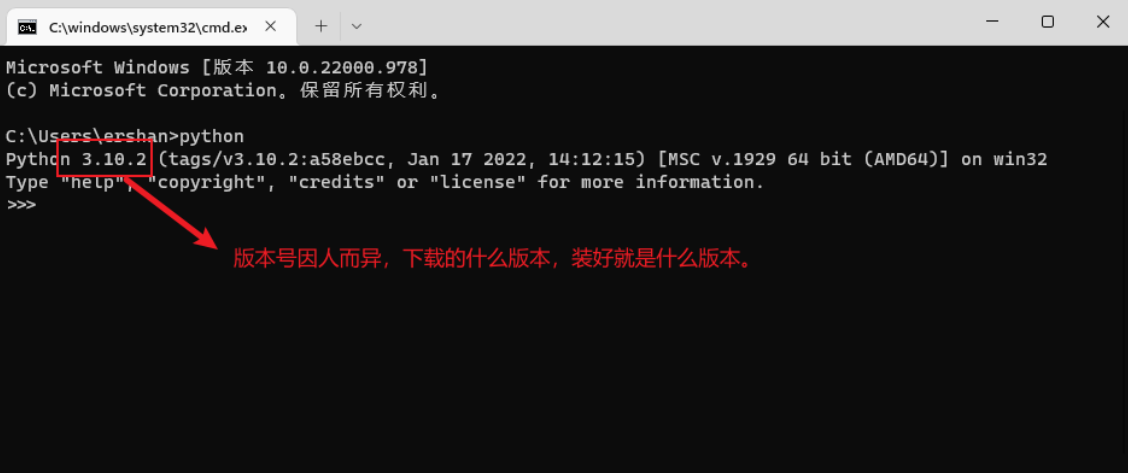 C:\windows\system32\cmd.ex
Microsoft Windows [版本 10.0.22000.978]
(c) Microsoft Corporation。保留所有权利。
C:\Users\ershan>python
Python 3.10.2 (tags/v3.10.2:a58ebcc, Jan 17 2022, 14:12:15) [MSC v.1929 64 bit (AMD64)] on win32
Type "help", "copyright", "credits" or "license" for more information.
>>>
版本号因人而异，下载的什么版本，装好就是什么版本。